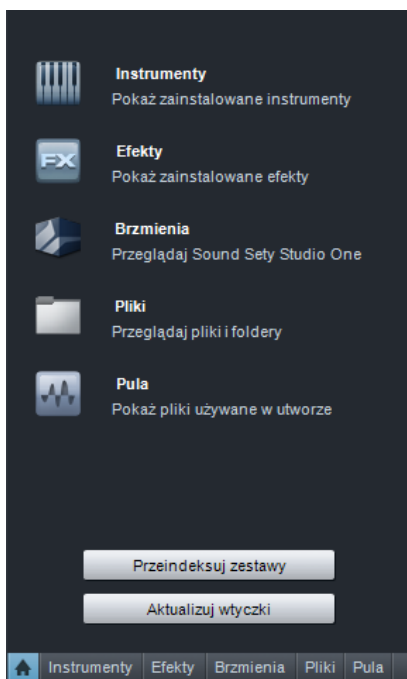 Instrumenty
Pokaż zainstalowane instrumenty
FX
Efekty
Pokaż zainstalowane efekty
Brzmienia
Przeglądaj Sound Sety Studio One
Pliki
Przeglądaj pliki i foldery
Pula
Pokaż pliki używane w utworze
Przeindeksuj zestawy
Aktualizuj wtyczki
Instrumenty Efekty Brzmienia Pliki Pula